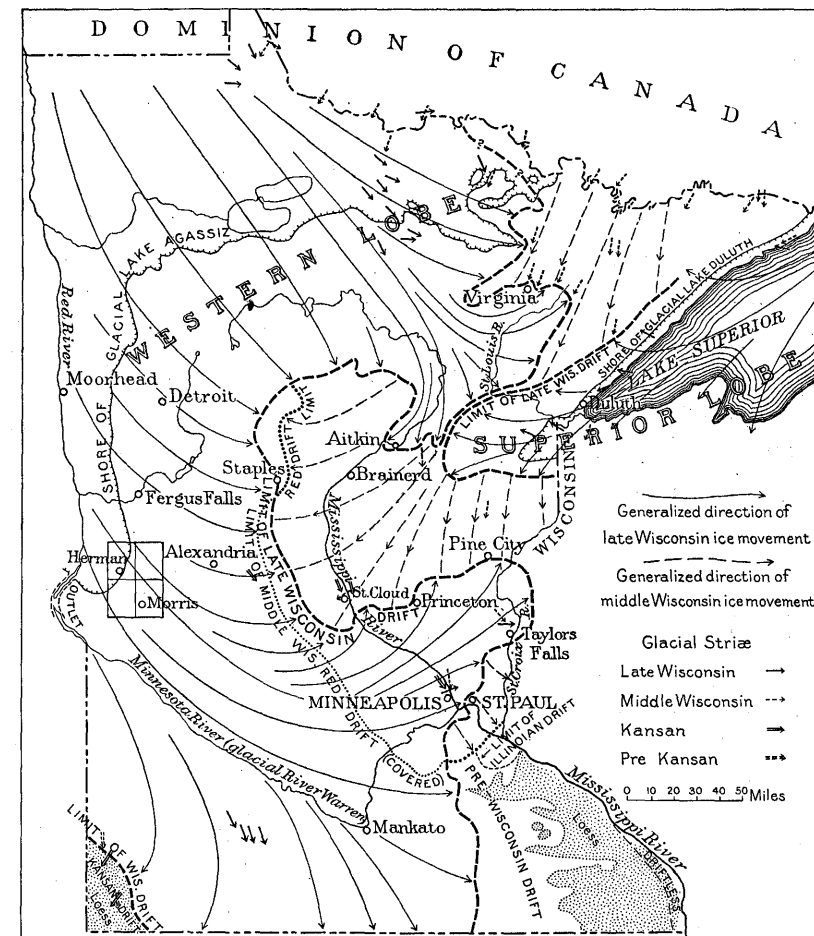 DOMINION OF CANADA
WESTERN LOBE
GLACIAL LAKE AGASSIZ
SHORE OF
Red River
Virginia
St. Louis R.
SHORE OF GLACIAL LAKE DULUTH
LAKE SUPERIOR
SUPERIOR LOBE
LIMIT OF LATE WIS. DRIFT
Duluth
Moorhead
Detroit
RED DRIFT LIMIT
Aitkin
Staples
Brainerd
Fergus Falls
LIMIT OF LATE WISCONSIN
DRIFT
LIMIT OF MIDDLE WIS. RED DRIFT
(COVERED)
Mississippi
River
WISCONSIN
Pine City
Herman
Alexandria
Morris
OUTLET
St. Cloud
Princeton
Taylors
Falls
St. Croix R.
MINNEAPOLIS
ST. PAUL
LIMIT OF
ILLINOIAN DRIFT
Minnesota River (glacial River Warren)
Mankato
PRE-WISCONSIN DRIFT
Mississippi River
Loess
DRIFTLESS
LIMIT OF WIS. DRIFT
KANSAN DRIFT
Loess
Generalized direction of
late Wisconsin ice movement
Generalized direction of
middle Wisconsin ice movement
Glacial Striæ
Late Wisconsin
Middle Wisconsin
Kansan
Pre Kansan
0 10 20 30 40 50 Miles